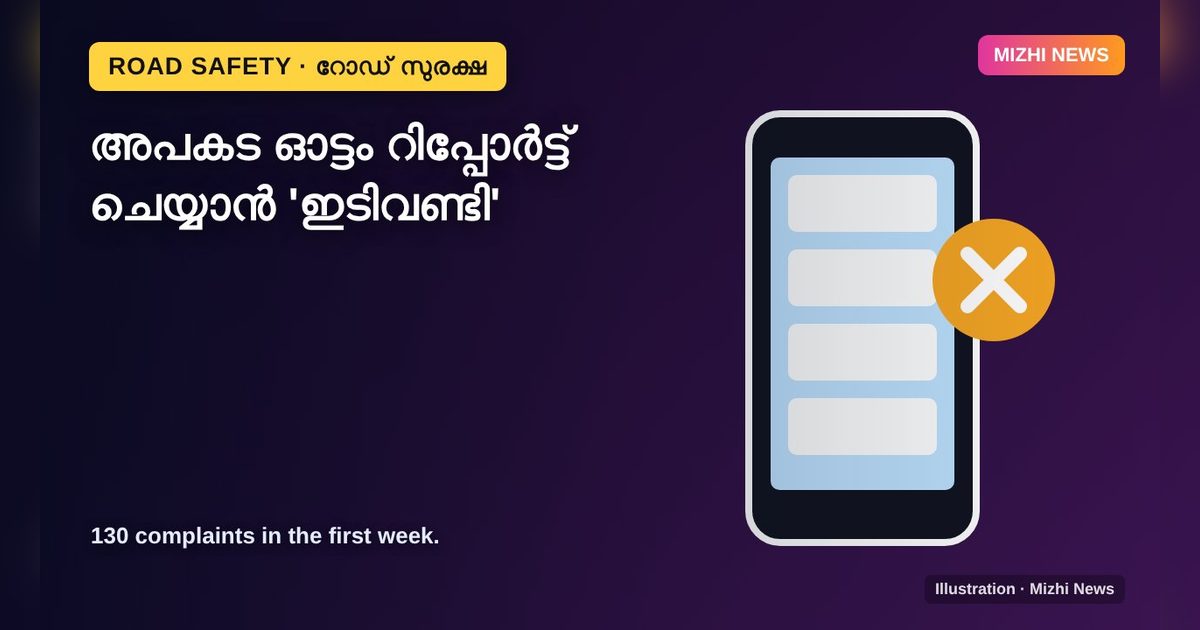 ROAD SAFETY · റോഡ് സുരക്ഷ
MIZHI NEWS
അപകട ഓട്ടം റിപ്പോർട്ട്
ചെയ്യാൻ 'ഇടിവണ്ടി'
130 complaints in the first week.
Illustration · Mizhi News